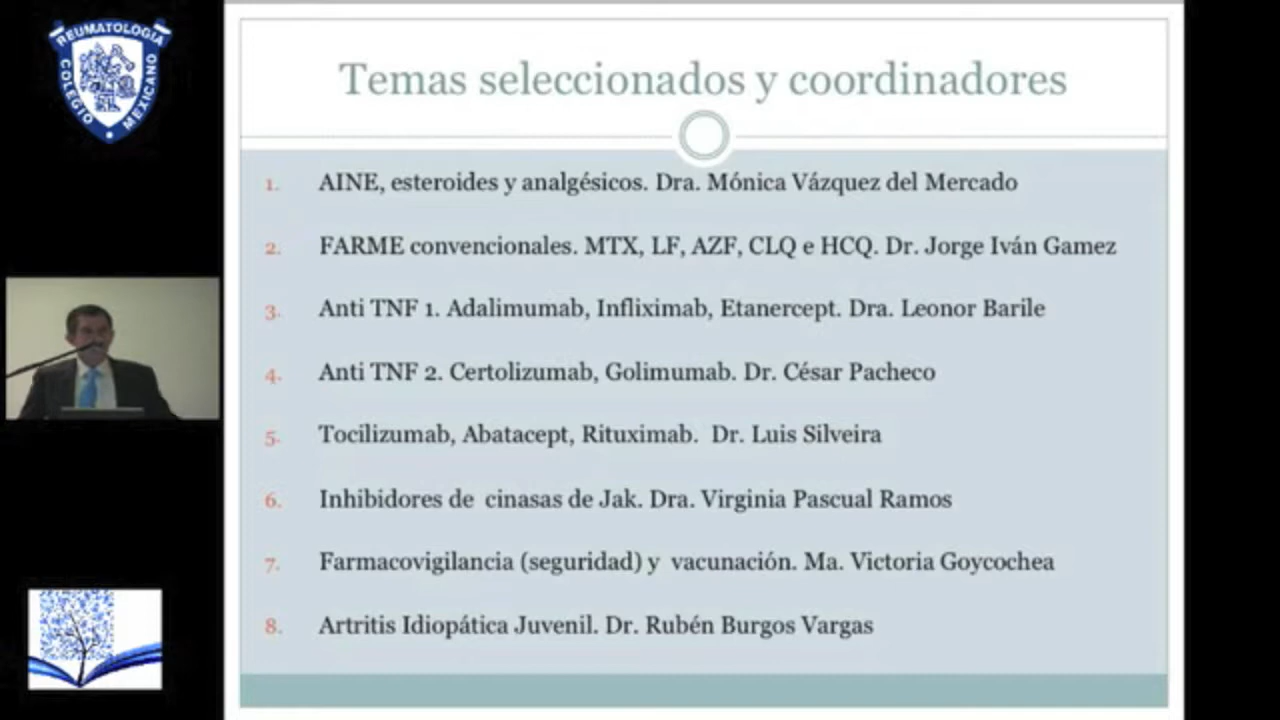 REUMATOLOGIA
COLEGIO MEXICANO
Temas seleccionados y coordinadores
1. AINE, esteroides y analgésicos. Dra. Mónica Vázquez del Mercado
2. FARME convencionales. MTX, LF, AZF, CLQ e HCQ. Dr. Jorge Iván Gamez
3. Anti TNF 1. Adalimumab, Infliximab, Etanercept. Dra. Leonor Barile
4. Anti TNF 2. Certolizumab, Golimumab. Dr. César Pacheco
5. Tocilizumab, Abatacept, Rituximab. Dr. Luis Silveira
6. Inhibidores de cinasas de Jak. Dra. Virginia Pascual Ramos
7. Farmacovigilancia (seguridad) y vacunación. Ma. Victoria Goycochea
8. Artritis Idiopática Juvenil. Dr. Rubén Burgos Vargas